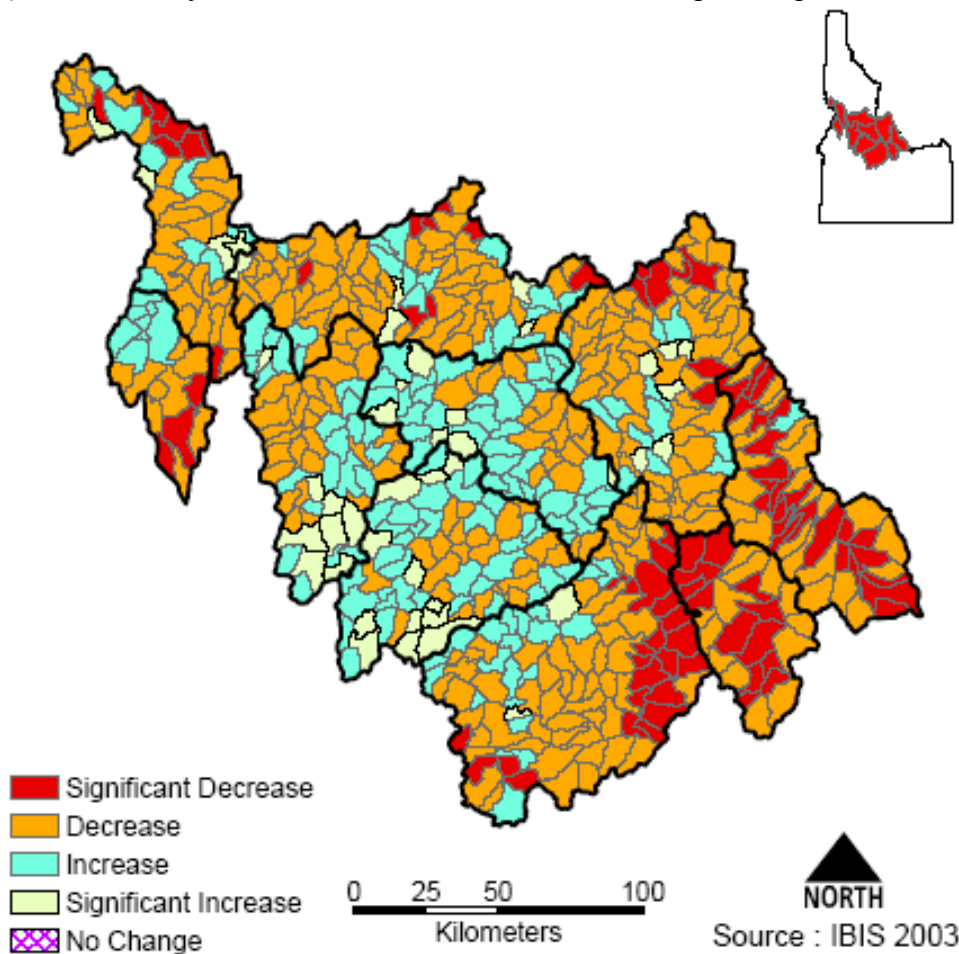 Significant Decrease
Decrease
Increase
Significant Increase
No Change
0 25 50 100
Kilometers
NORTH
Source : IBIS 2003